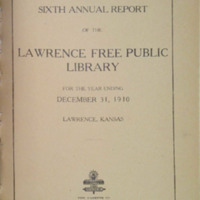 SIXTH ANNUAL REPORT
OF THE
LAWRENCE FREE PUBLIC
LIBRARY
FOR THE YEAR ENDING
DECEMBER 31, 1910
LAWRENCE, KANSAS